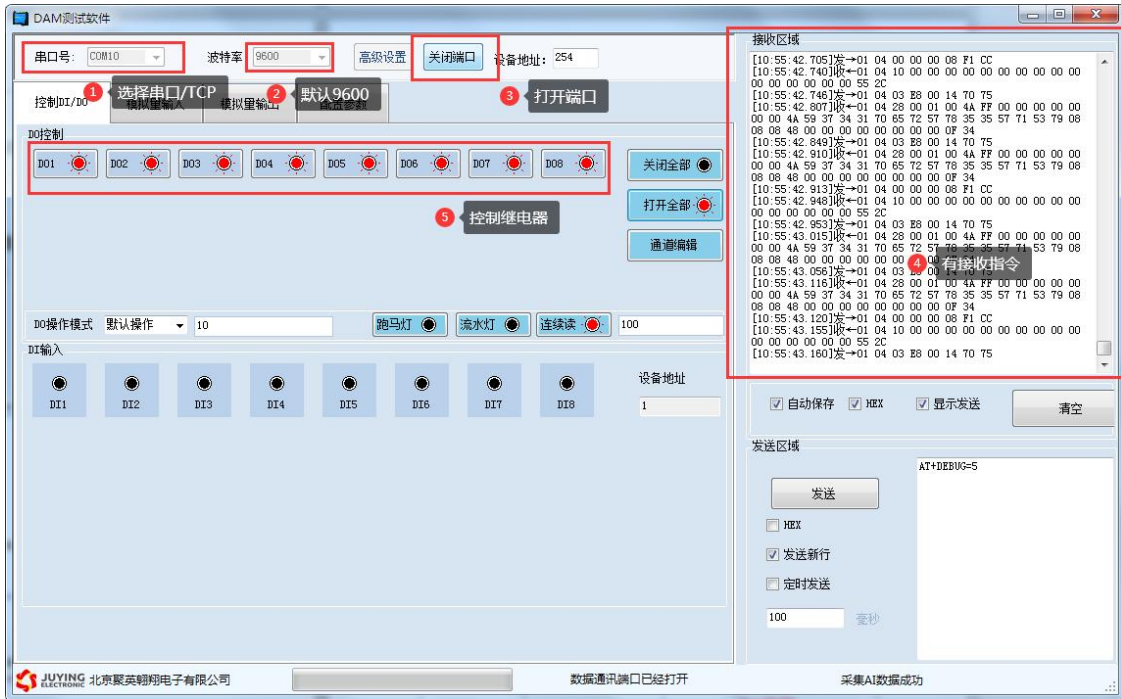 DAM测试软件
串口号: COM10 波特率 9600 高级设置 关闭端口 设备地址: 254
1 选择串口/TCP 2 默认9600 3 打开端口
控制DI/DO
DO控制
DO1 DO2 DO3 DO4 DO5 DO6 DO7 DO8 关闭全部
打开全部
5 控制继电器
通道编辑
DO操作模式 默认操作 10 跑马灯 流水灯 连续读 100
DI输入
DI1 DI2 DI3 DI4 DI5 DI6 DI7 DI8
设备地址
1
接收区域
[10:55:42.705]发→01 04 00 00 00 08 F1 CC
[10:55:42.740]收←01 04 10 00 00 00 00 00 00 00 00 00 00
00 00 00 00 00 00 55 2C
[10:55:42.746]发→01 04 03 E8 00 14 70 75
[10:55:42.807]收←01 04 28 00 01 00 4A FF 00 00 00 00 00
00 00 4A 59 37 34 31 70 65 72 57 78 35 35 57 71 53 79 08
08 08 48 00 00 00 00 00 00 00 00 0F 34
[10:55:42.849]发→01 04 03 E8 00 14 70 75
[10:55:42.910]收←01 04 28 00 01 00 4A FF 00 00 00 00 00
00 00 4A 59 37 34 31 70 65 72 57 78 35 35 57 71 53 79 08
08 08 48 00 00 00 00 00 00 00 00 0F 34
[10:55:42.913]发→01 04 00 00 00 08 F1 CC
[10:55:42.948]收←01 04 10 00 00 00 00 00 00 00 00 00 00
00 00 00 00 00 00 55 2C
[10:55:42.953]发→01 04 03 E8 00 14 70 75
[10:55:43.015]收←01 04 28 00 01 00 4A FF 00 00 00 00 00
00 00 4A 59 37 34 31 70 65 72 57 78 35 35 57 71 53 79 08
08 08 48 00 00 00 00 00
4 有接收指令
[10:55:43.056]发→01 04 03
[10:55:43.116]收←01 04 28 00 01 00 4A FF 00 00 00 00 00
00 00 4A 59 37 34 31 70 65 72 57 78 35 35 57 71 53 79 08
08 08 48 00 00 00 00 00 00 00 00 0F 34
[10:55:43.120]发→01 04 00 00 00 08 F1 CC
[10:55:43.155]收←01 04 10 00 00 00 00 00 00 00 00 00 00
00 00 00 00 00 00 55 2C
[10:55:43.160]发→01 04 03 E8 00 14 70 75
自动保存 HEX 显示发送 清空
发送区域
AT+DEBUG=5
发送
HEX
发送新行
定时发送
100 毫秒
JUYING ELECTRONIC 北京聚英翱翔电子有限公司 数据通讯端口已经打开 采集AI数据成功